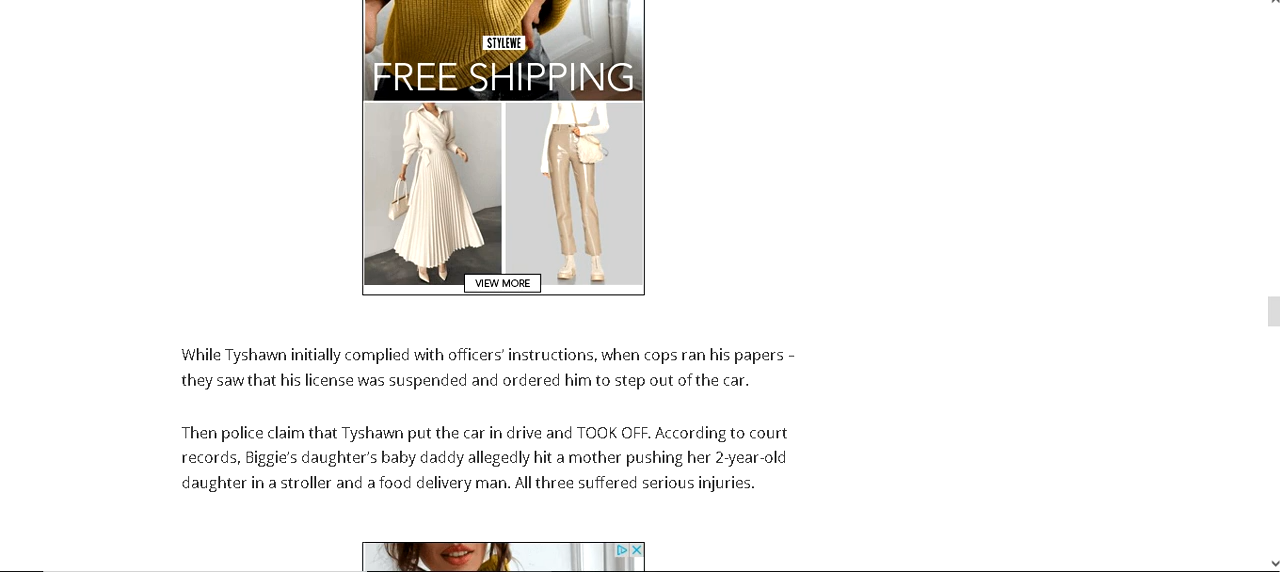 STYLEWE
FREE SHIPPING
VIEW MORE
While Tyshawn initially complied with officers’ instructions, when cops ran his papers –
they saw that his license was suspended and ordered him to step out of the car.
Then police claim that Tyshawn put the car in drive and TOOK OFF. According to court
records, Biggie’s daughter’s baby daddy allegedly hit a mother pushing her 2-year-old
daughter in a stroller and a food delivery man. All three suffered serious injuries.